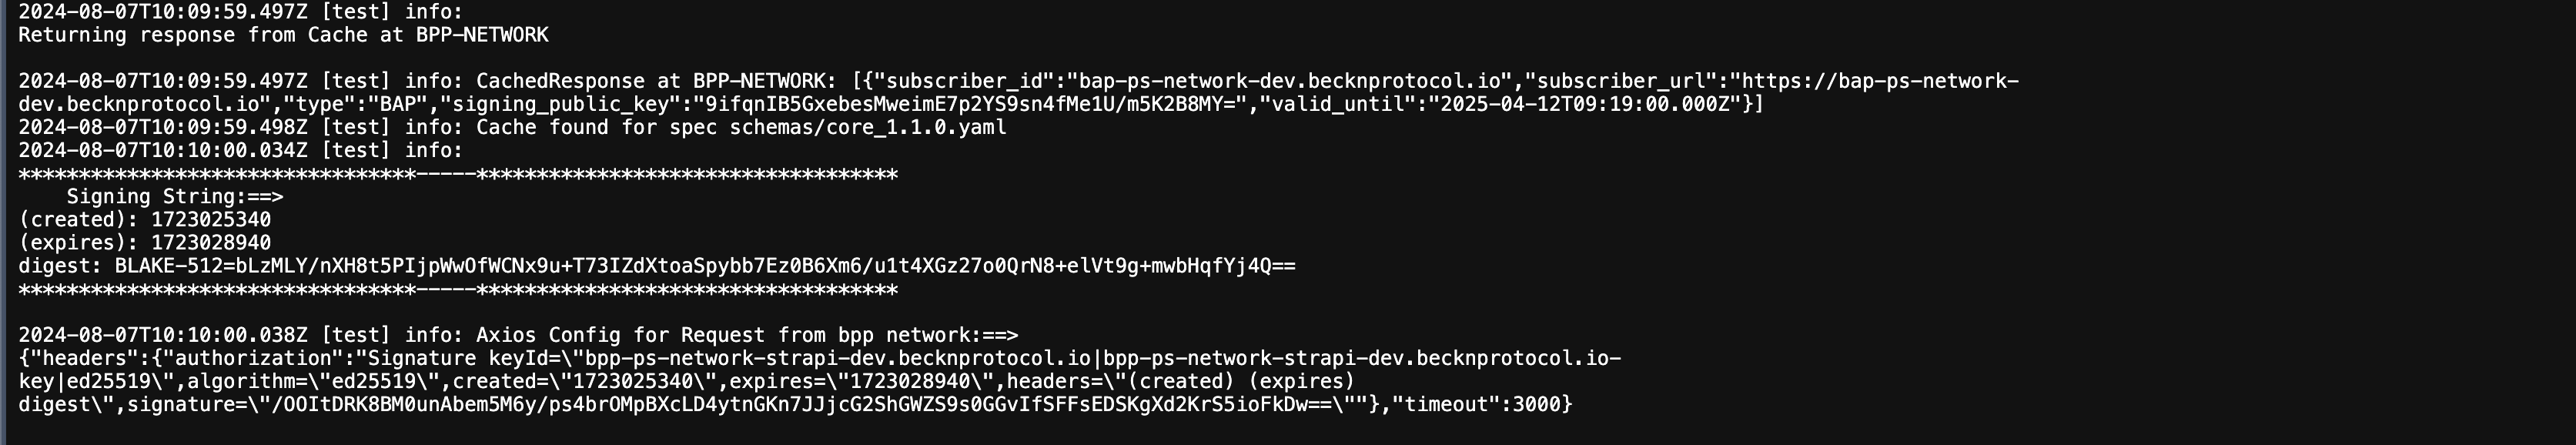 2024-08-07T10:09:59.497Z [test] info:
Returning response from Cache at BPP-NETWORK
2024-08-07T10:09:59.497Z [test] info: CachedResponse at BPP-NETWORK: [{"subscriber_id":"bap-ps-network-dev.becknprotocol.io","subscriber_url":"https://bap-ps-network-
dev.becknprotocol.io","type":"BAP","signing_public_key":"9ifqnIB5GxebesMweimE7p2YS9sn4fMe1U/m5K2B8MY=","valid_until":"2025-04-12T09:19:00.000Z"}]
2024-08-07T10:09:59.498Z [test] info: Cache found for spec schemas/core_1.1.0.yaml
2024-08-07T10:10:00.034Z [test] info:
*********************************-----***********************************
Signing String:==>
(created): 1723025340
(expires): 1723028940
digest: BLAKE-512=bLzMLY/nXH8t5PIjpWwOfWCNx9u+T73IZdXtoaSpybb7Ez0B6Xm6/u1t4XGz27o0QrN8+elVt9g+mwbHqfYj4Q==
*********************************-----***********************************
2024-08-07T10:10:00.038Z [test] info: Axios Config for Request from bpp network:==>
{"headers":{"authorization":"Signature keyId=\"bpp-ps-network-strapi-dev.becknprotocol.io|bpp-ps-network-strapi-dev.becknprotocol.io-
key|ed25519\",algorithm=\"ed25519\",created=\"1723025340\",expires=\"1723028940\",headers=\"(created) (expires)
digest\",signature=\"/OOItDRK8BM0unAbem5M6y/ps4brOMpBXcLD4ytnGKn7JJjcG2ShGWZS9s0GGvIfSFFsEDSKgXd2KrS5ioFkDw==\""},"timeout":3000}